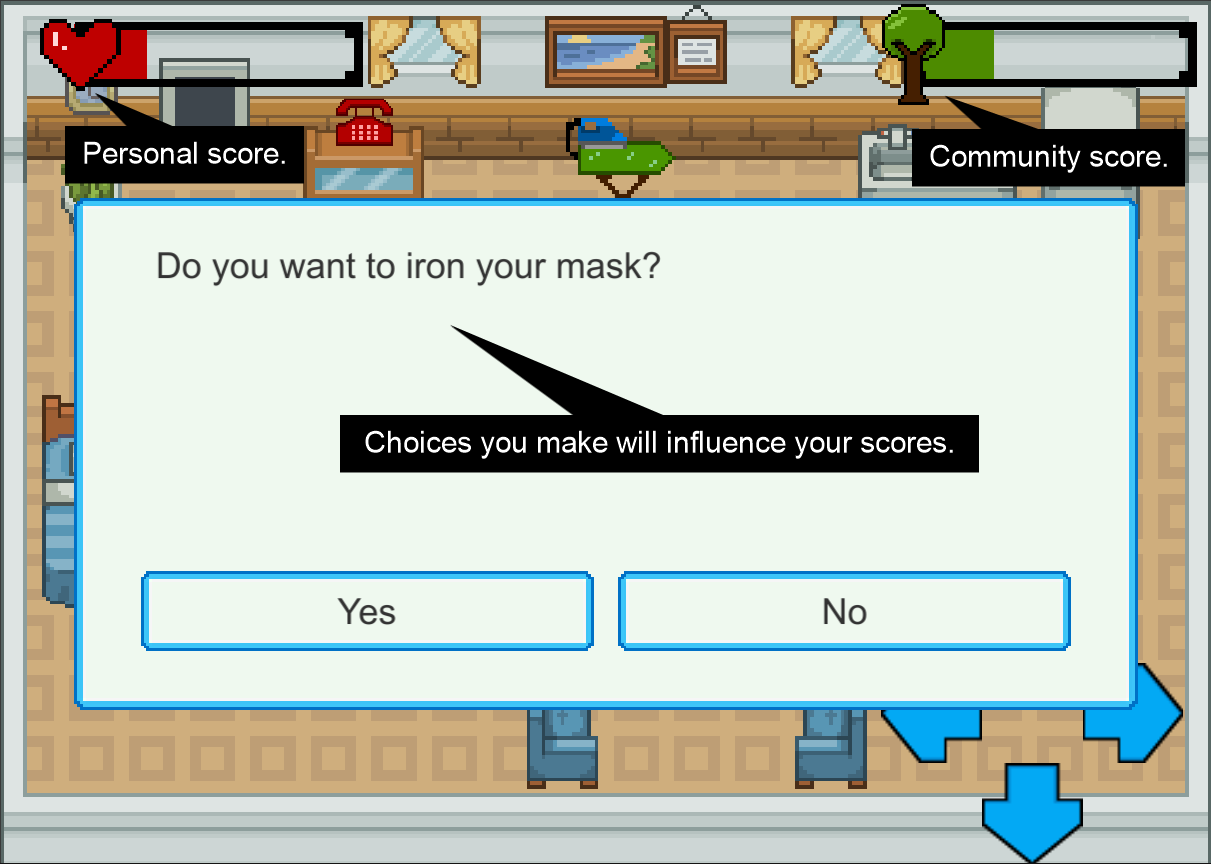 Personal score.
Community score.
Do you want to iron your mask?
Choices you make will influence your scores.
Yes
No